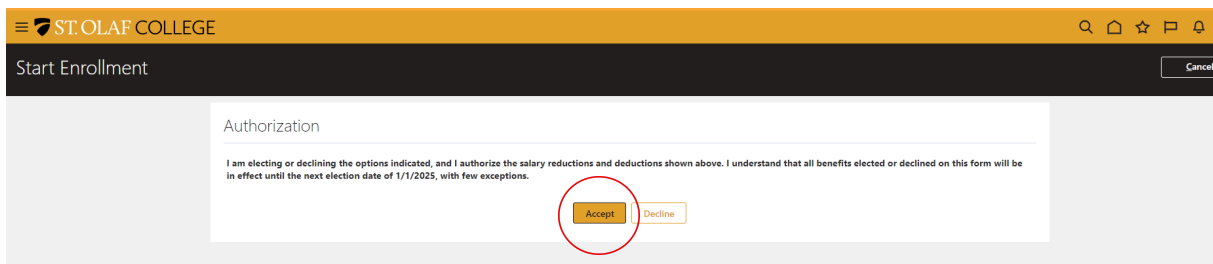 ST. OLAF COLLEGE
Start Enrollment
Cancel
Authorization
I am electing or declining the options indicated, and I authorize the salary reductions and deductions shown above. I understand that all benefits elected or declined on this form will be
in effect until the next election date of 1/1/2025, with few exceptions.
Accept
Decline